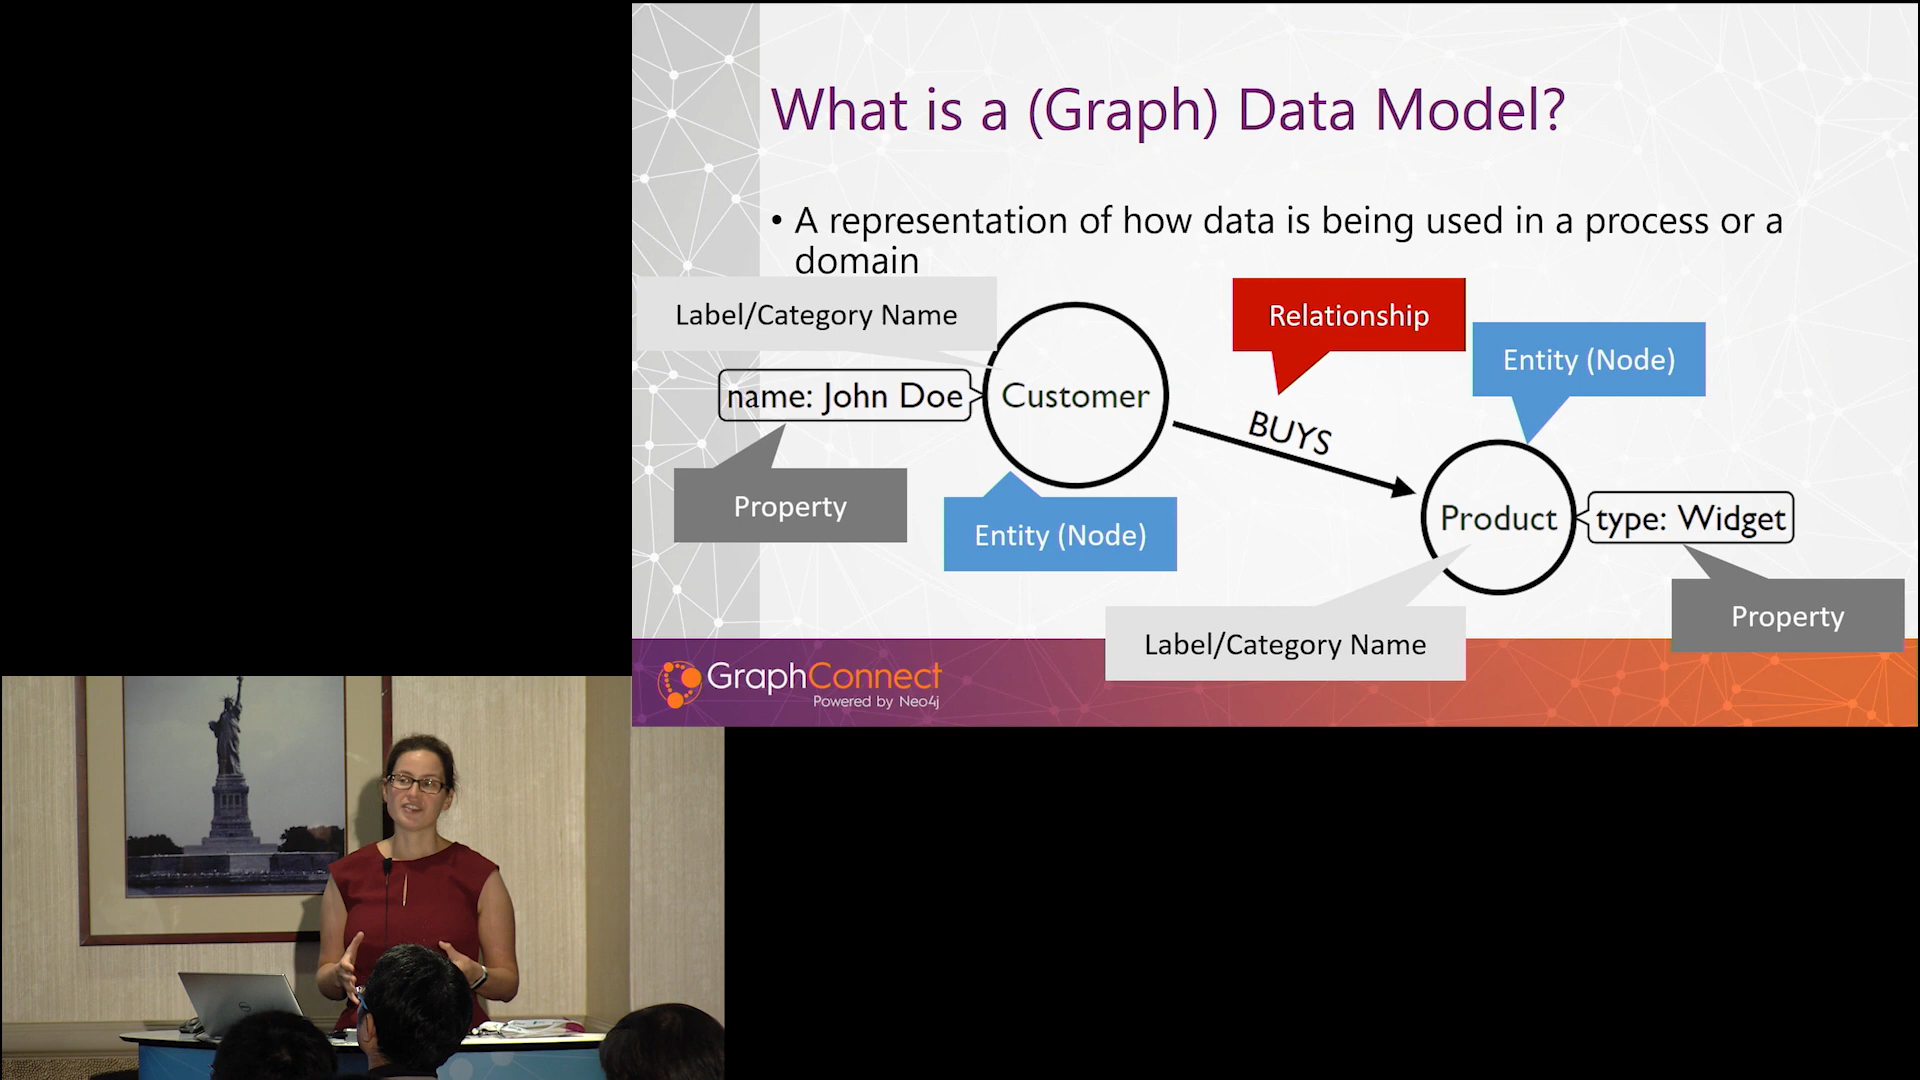 What is a (Graph) Data Model?
• A representation of how data is being used in a process or a
domain
Label/Category Name
Relationship
Entity (Node)
name: John Doe
Customer
BUYS
Property
Entity (Node)
Product
type: Widget
Label/Category Name
Property
GraphConnect
Powered by Neo4j